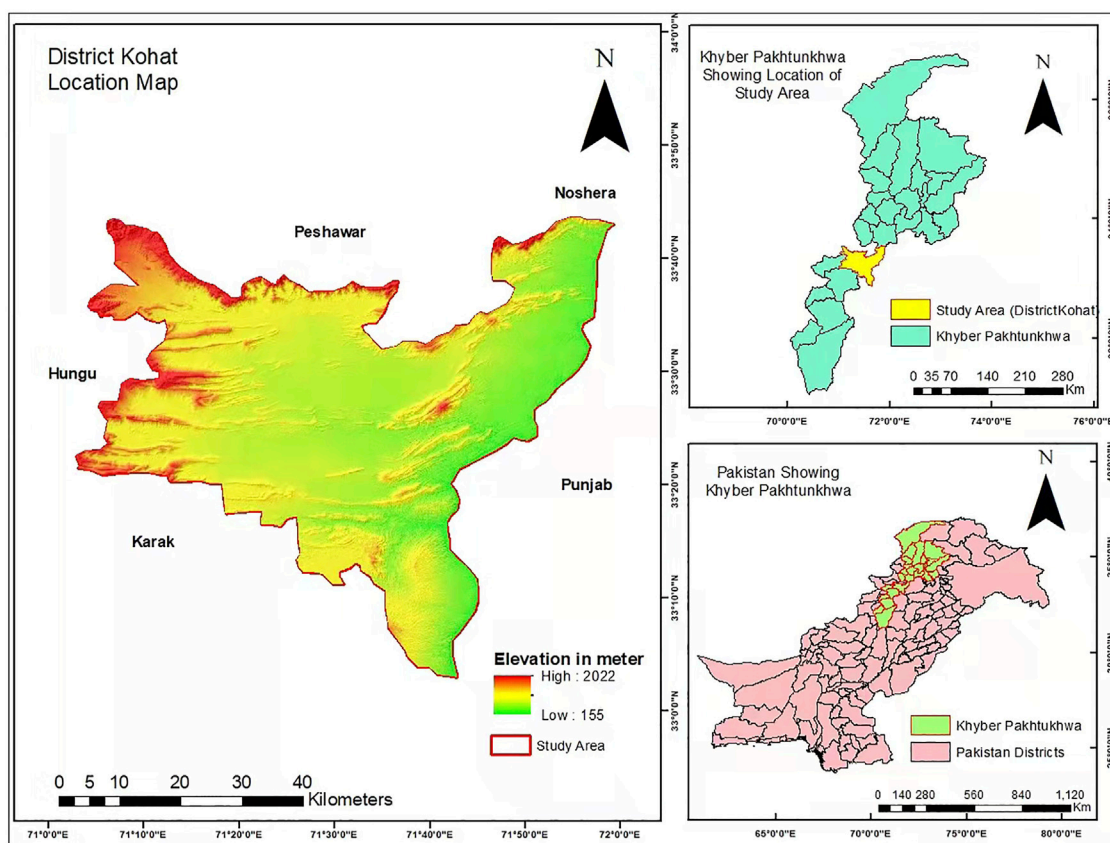 District Kohat
Location Map
N
Noshera
Peshawar
Hungu
Punjab
Karak
Elevation in meter
High : 2022
Low : 155
Study Area
0 5 10 20 30 40
Kilometers
71°0'0"E 71°10'0"E 71°20'0"E 71°30'0"E 71°40'0"E 71°50'0"E 72°0'0"E
34°0'0"N
33°50'0"N
33°40'0"N
33°30'0"N
33°20'0"N
33°10'0"N
33°0'0"N
Khyber Pakhtunkhwa
Showing Location of
Study Area
N
Study Area (DistrictKohat)
Khyber Pakhtunkhwa
0 35 70 140 210 280
Km
70°0'0"E 72°0'0"E 74°0'0"E 76°0'0"E
Pakistan Showing
Khyber Pakhtunkhwa
N
Khyber Pakhtukhwa
Pakistan Districts
0 140 280 560 840 1,120
Km
65°0'0"E 70°0'0"E 75°0'0"E 80°0'0"E